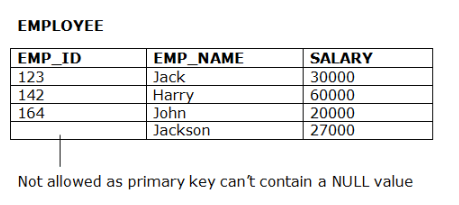 EMPLOYEE
EMP_ID EMP_NAME SALARY
123 Jack 30000
142 Harry 60000
164 John 20000
Jackson 27000
Not allowed as primary key can't contain a NULL value